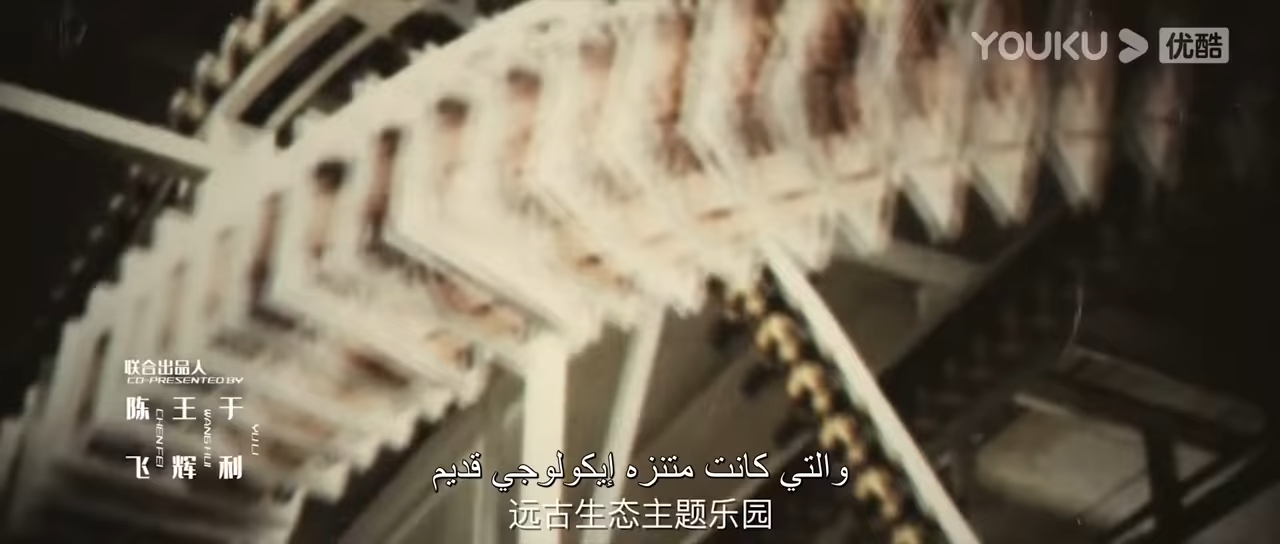 YOUKU 优酷
联合出品人
CO-PRESENTED BY
陈飞 王辉 于利
CHEN FEI WANG HUI YU LI
والتي كانت متنزه إيكولوجي قديم
远古生态主题乐园